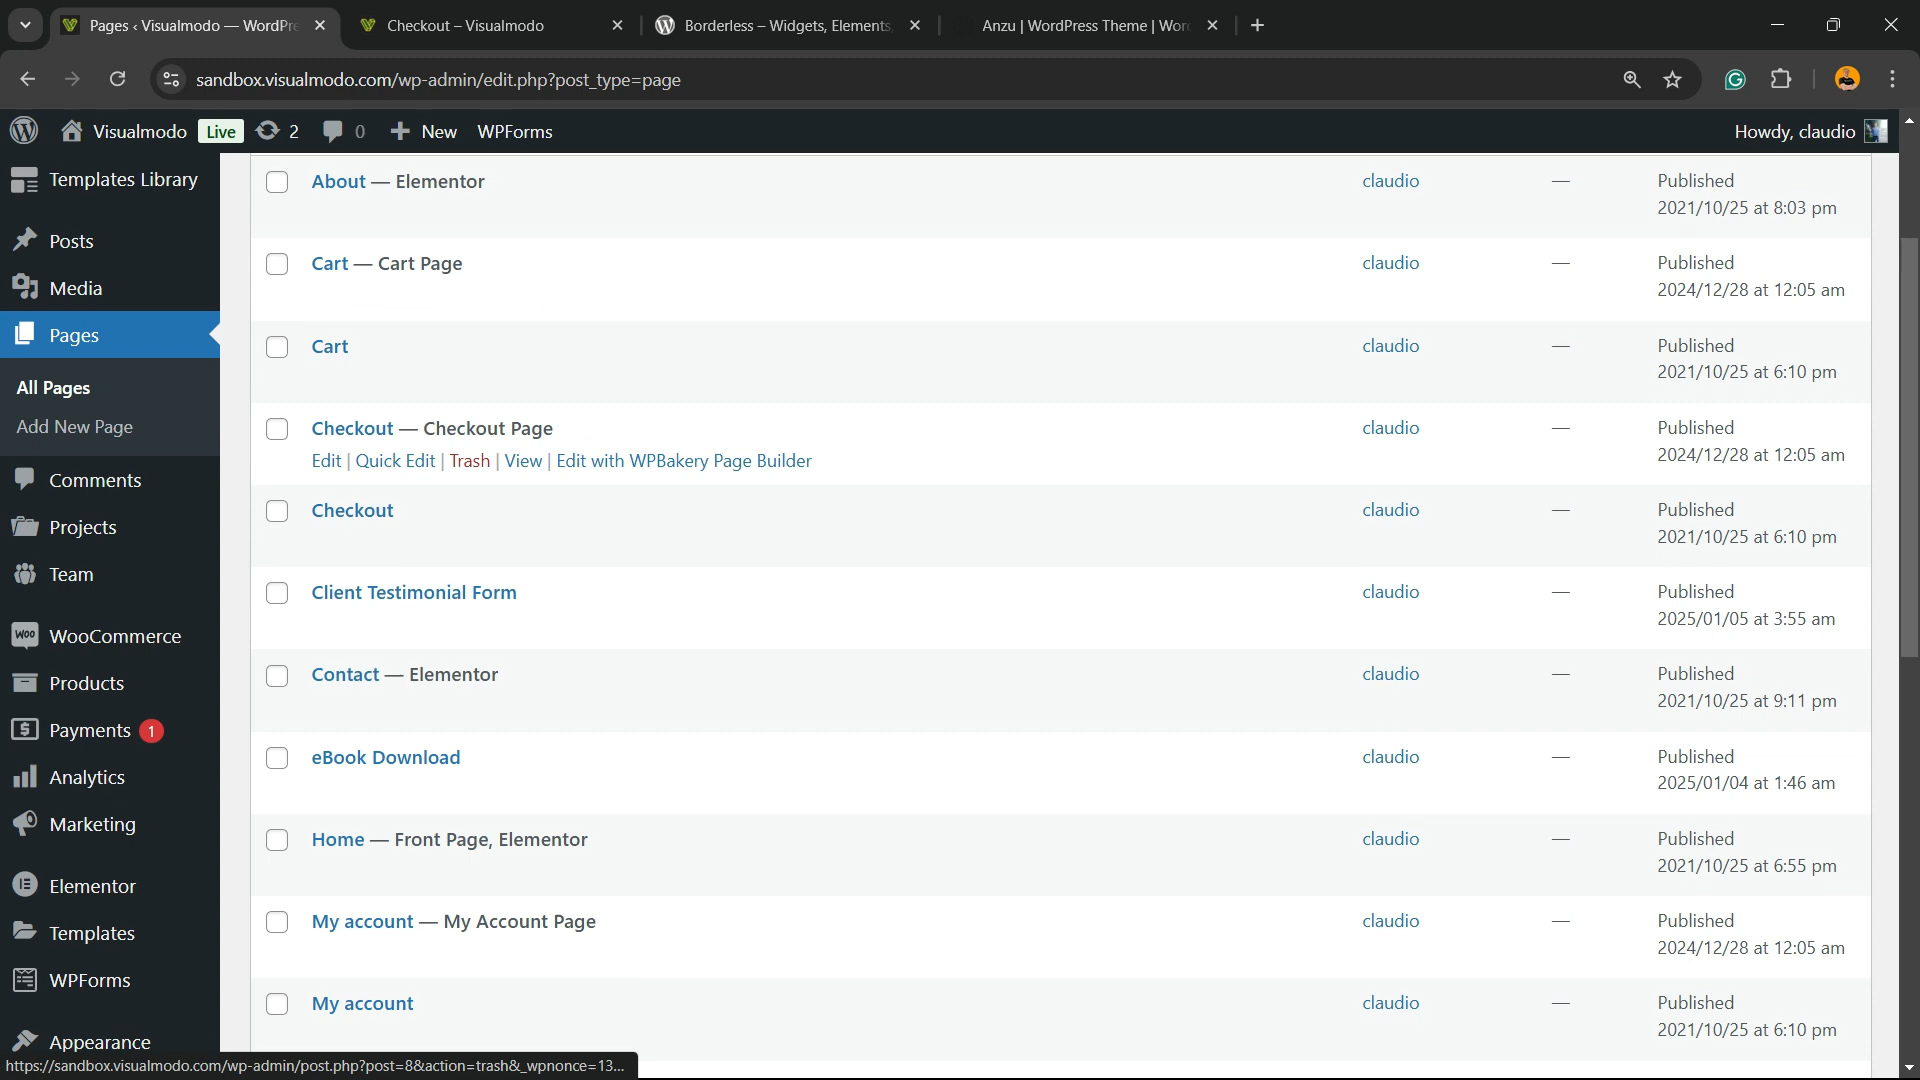 Pages ‹ Visualmodo — WordPre
Checkout – Visualmodo
Borderless – Widgets, Elements,
Anzu | WordPress Theme | Word
sandbox.visualmodo.com/wp-admin/edit.php?post_type=page
Visualmodo Live 2 0 New WPForms
Howdy, claudio
Templates Library
Posts
Media
Pages
All Pages
Add New Page
Comments
Projects
Team
WooCommerce
Products
Payments 1
Analytics
Marketing
Elementor
Templates
WPForms
Appearance
About — Elementor claudio — Published
2021/10/25 at 8:03 pm
Cart — Cart Page claudio — Published
2024/12/28 at 12:05 am
Cart claudio — Published
2021/10/25 at 6:10 pm
Checkout — Checkout Page claudio — Published
Edit | Quick Edit | Trash | View | Edit with WPBakery Page Builder 2024/12/28 at 12:05 am
Checkout claudio — Published
2021/10/25 at 6:10 pm
Client Testimonial Form claudio — Published
2025/01/05 at 3:55 am
Contact — Elementor claudio — Published
2021/10/25 at 9:11 pm
eBook Download claudio — Published
2025/01/04 at 1:46 am
Home — Front Page, Elementor claudio — Published
2021/10/25 at 6:55 pm
My account — My Account Page claudio — Published
2024/12/28 at 12:05 am
My account claudio — Published
2021/10/25 at 6:10 pm
https://sandbox.visualmodo.com/wp-admin/post.php?post=8&action=trash&_wpnonce=13...